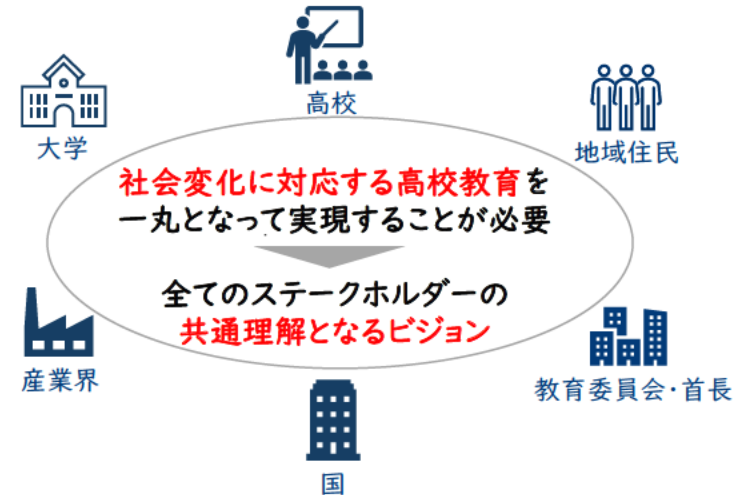 高校
大学
地域住民
社会変化に対応する高校教育を
一丸となって実現することが必要
全てのステークホルダーの
共通理解となるビジョン
産業界
教育委員会・首長
国